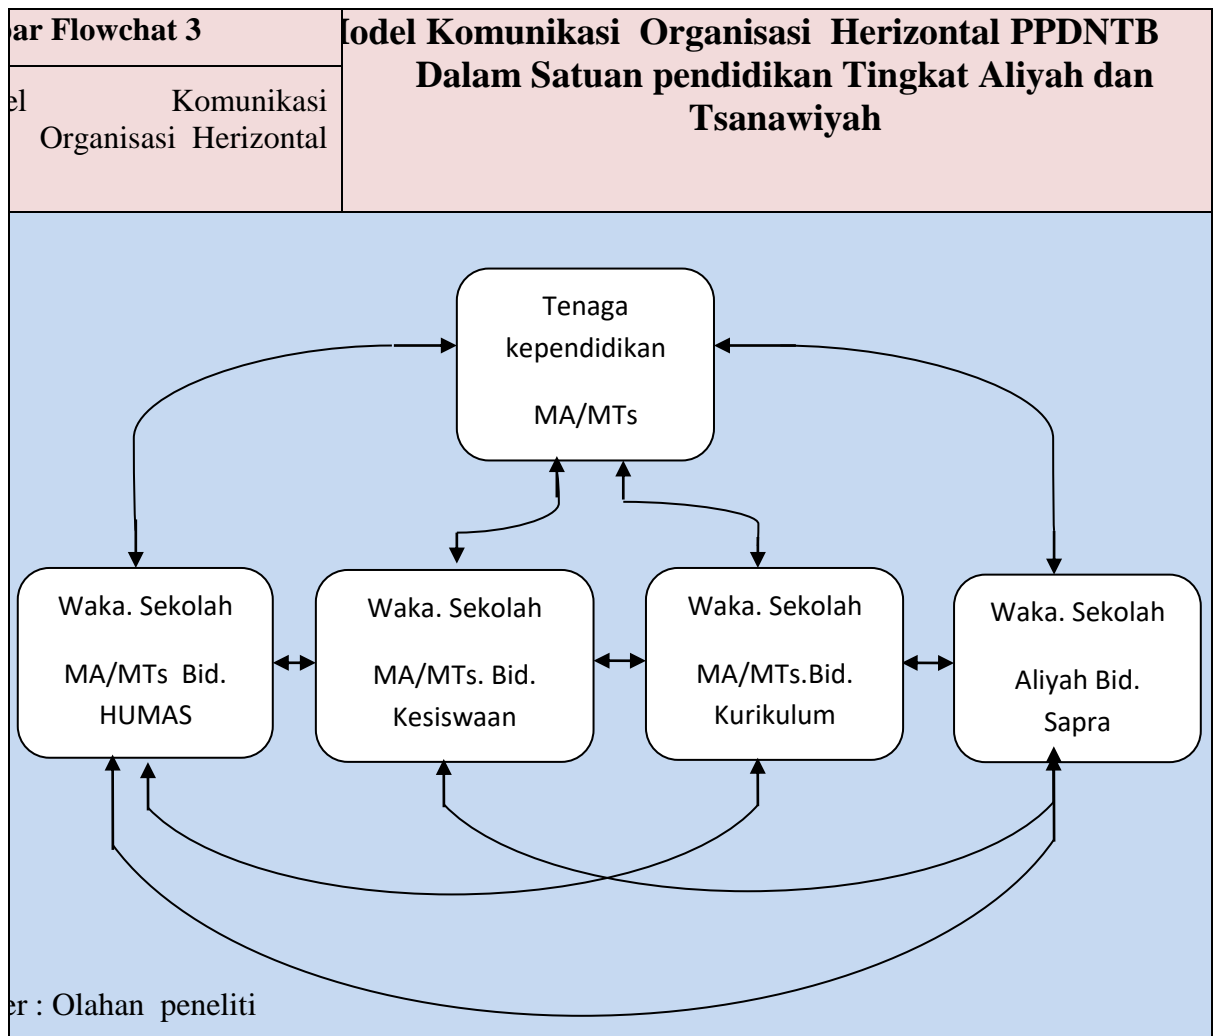 ar Flowchat 3
odel Komunikasi Organisasi Herizontal PPDNTB
Dalam Satuan pendidikan Tingkat Aliyah dan
Tsanawiyah
el Komunikasi
Organisasi Herizontal
Tenaga
kependidikan
MA/MTs
Waka. Sekolah
MA/MTs Bid.
HUMAS
Waka. Sekolah
MA/MTs. Bid.
Kesiswaan
Waka. Sekolah
MA/MTs.Bid.
Kurikulum
Waka. Sekolah
Aliyah Bid.
Sapra
er : Olahan peneliti